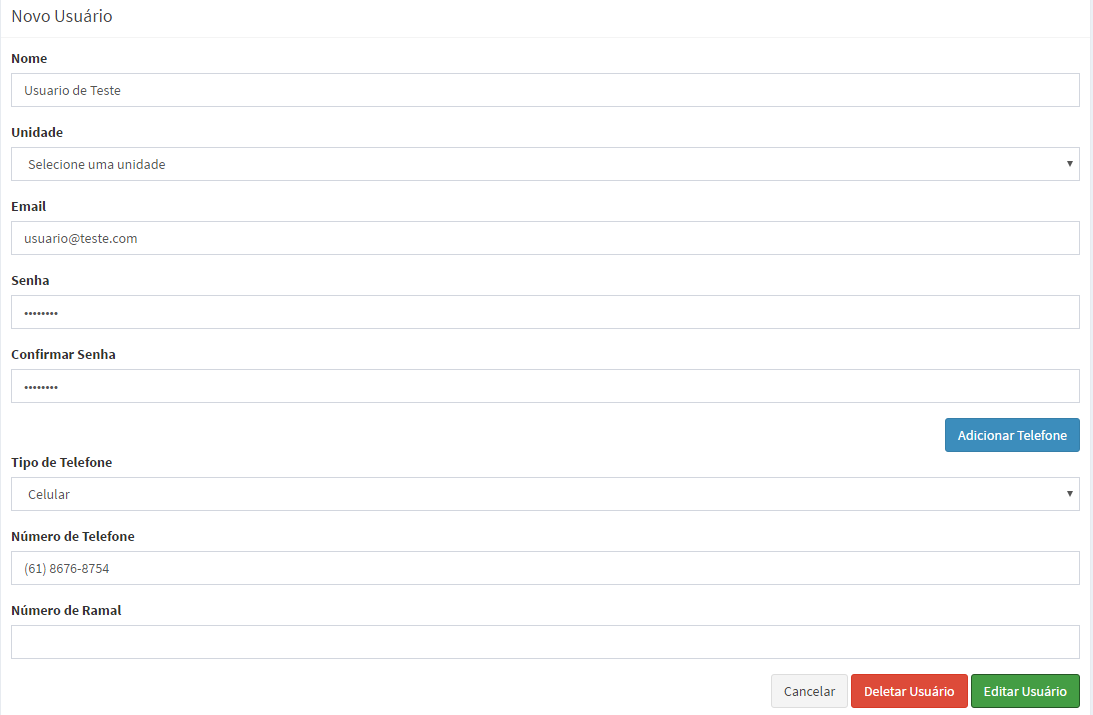 Novo Usuário
Nome
Usuario de Teste
Unidade
Selecione uma unidade
Email
usuario@teste.com
Senha
••••••••
Confirmar Senha
••••••••
Adicionar Telefone
Tipo de Telefone
Celular
Número de Telefone
(61) 8676-8754
Número de Ramal
Cancelar Deletar Usuário Editar Usuário